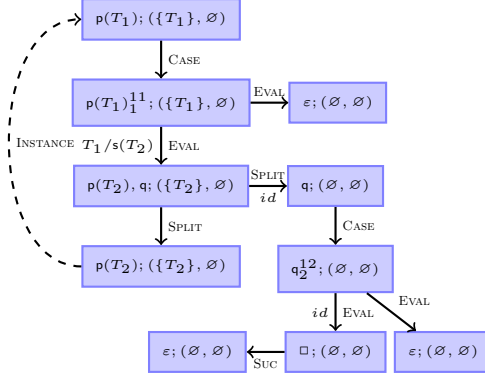 p(T₁); ({T₁}, ∅)
CASE
p(T₁)₁¹¹; ({T₁}, ∅)
EVAL
ε; (∅, ∅)
INSTANCE
T₁/s(T₂)
EVAL
p(T₂), q; ({T₂}, ∅)
SPLIT
id
q; (∅, ∅)
SPLIT
CASE
p(T₂); ({T₂}, ∅)
q₂¹²; (∅, ∅)
id
EVAL
EVAL
ε; (∅, ∅)
SUC
□; (∅, ∅)
ε; (∅, ∅)